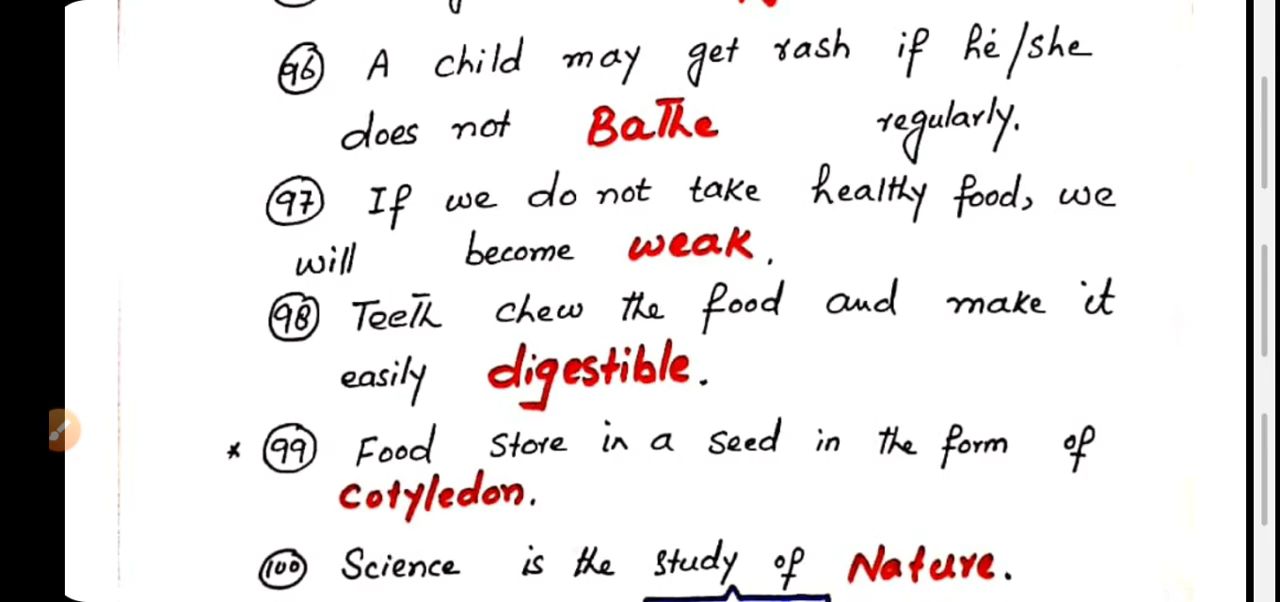 96 A child may get rash if he/she
does not BaThe regularly.
97 If we do not take healthy food, we
will become weak.
98 Teeth chew the food and make it
easily digestible.
* 99 Food store in a seed in the form of
Cotyledon.
100 Science is the study of Nature.